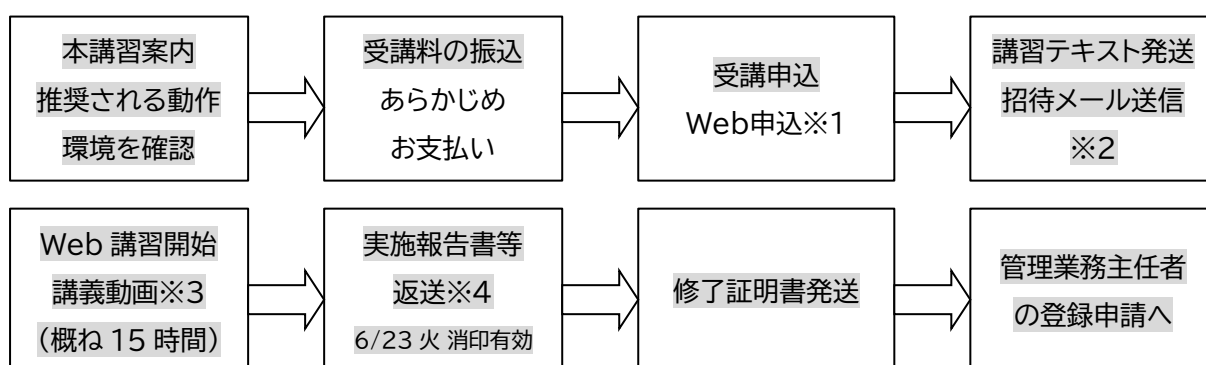 本講習案内
推奨される動作
環境を確認
受講料の振込
あらかじめ
お支払い
受講申込
Web申込※1
講習テキスト発送
招待メール送信
※2
Web 講習開始
講義動画※3
(概ね 15 時間)
実施報告書等
返送※4
6/23 火 消印有効
修了証明書発送
管理業務主任者
の登録申請へ